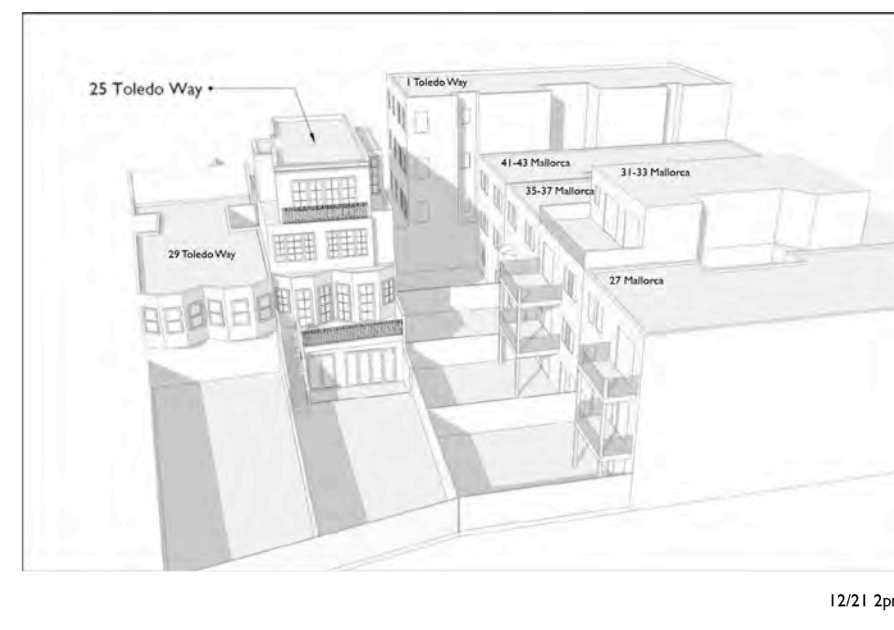 25 Toledo Way
1 Toledo Way
41-43 Mallorca
31-33 Mallorca
35-37 Mallorca
29 Toledo Way
27 Mallorca
12/21 2p